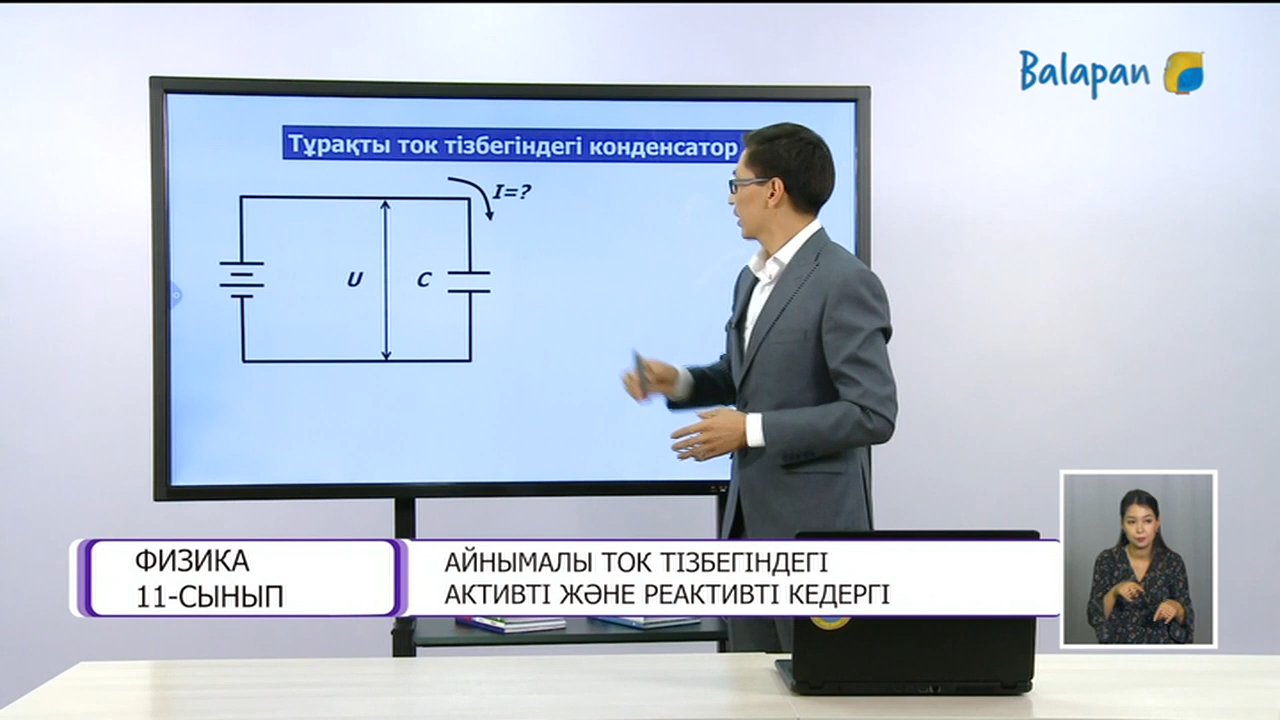 Balapan
Тұрақты ток тізбегіндегі конденсатор
I=?
U
C
ФИЗИКА
11-СЫНЫП
АЙНЫМАЛЫ ТОК ТІЗБЕГІНДЕГІ
АКТИВТІ ЖӘНЕ РЕАКТИВТІ КЕДЕРГІ